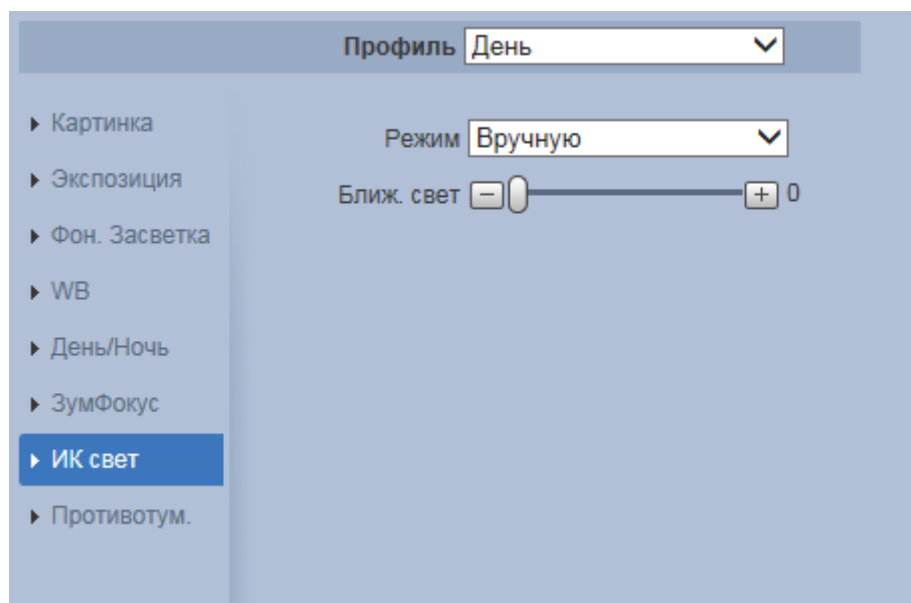 Профиль День
Картинка
Режим Вручную
Экспозиция
Ближ. свет 0
Фон. Засветка
WB
День/Ночь
ЗумФокус
ИК свет
Противотум.